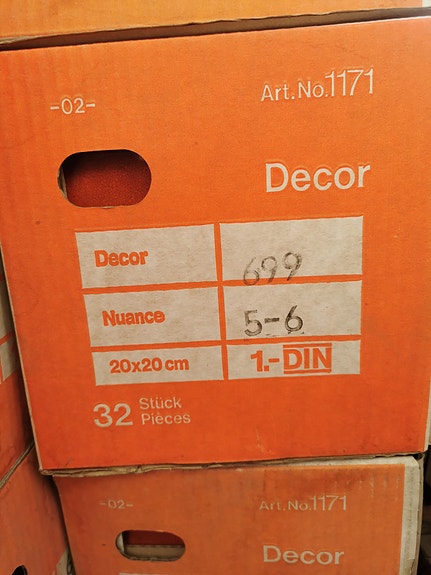 -02-
Art.No.1171
Decor
Decor 699
Nuance 5-6
20x20 cm 1.-DIN
32 Stück
Pièces
-02-
Art.No.1171
Decor